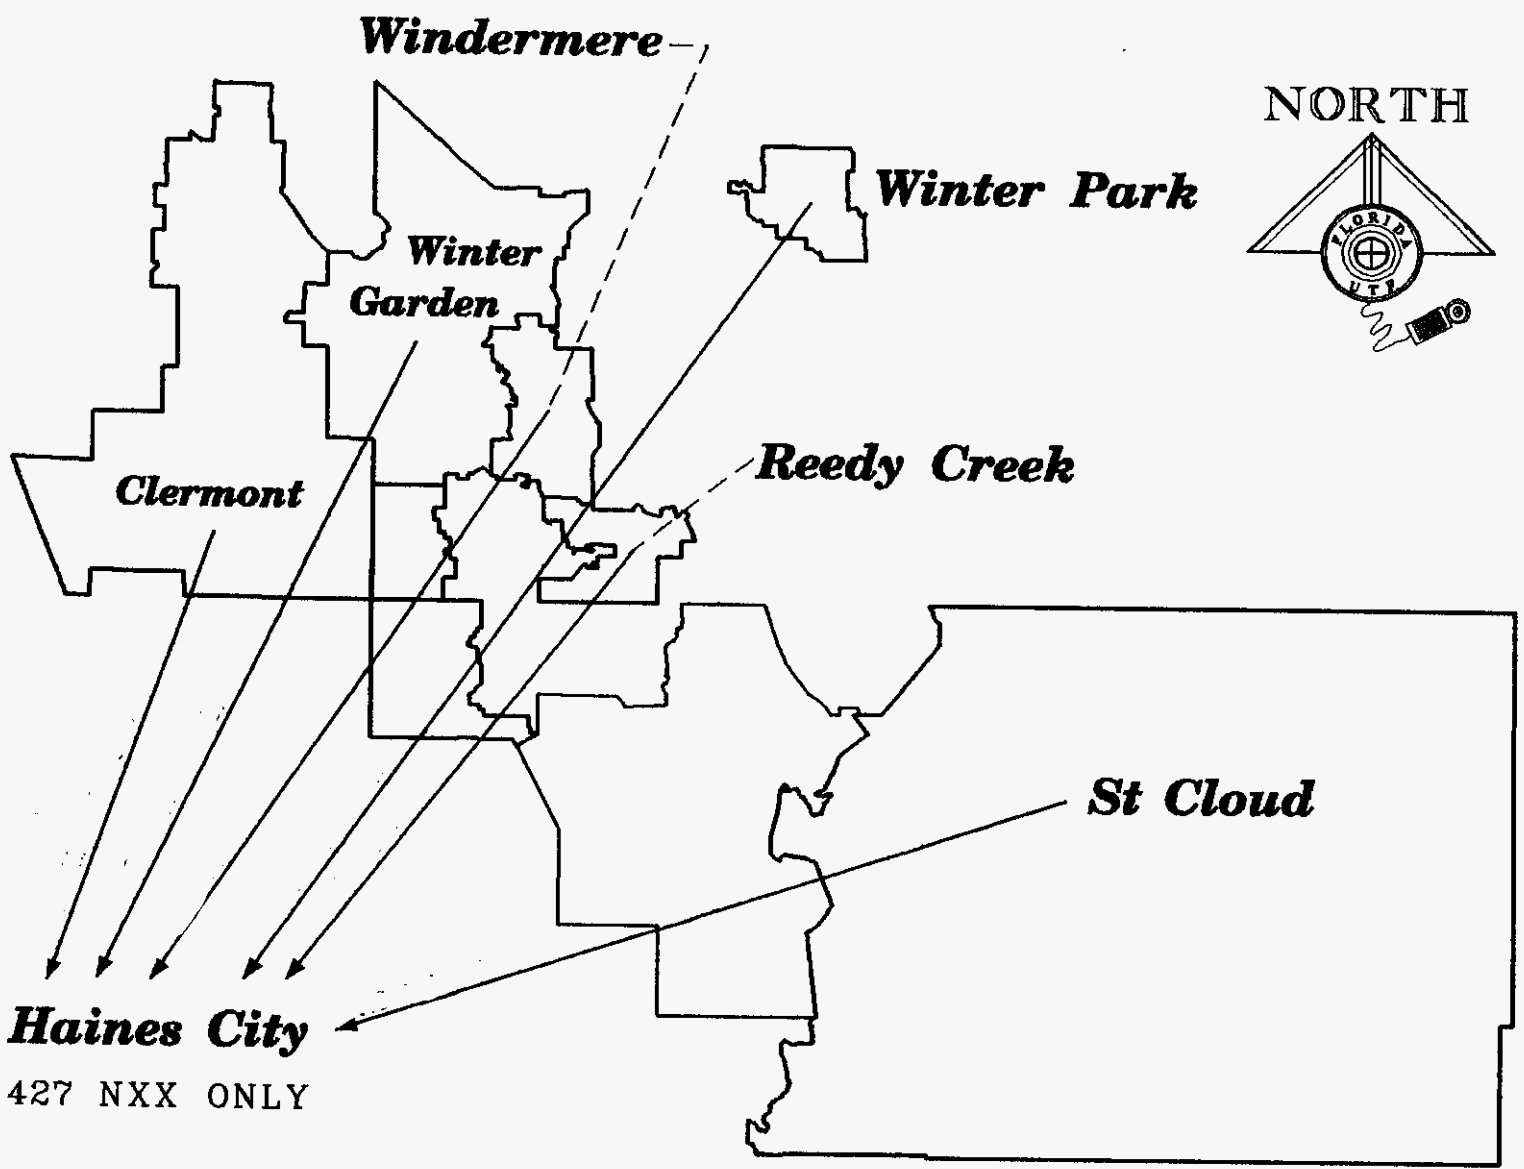 Windermere
NORTH
Winter Park
FLORIDA
UTF
Winter
Garden
Reedy Creek
Clermont
St Cloud
Haines City
427 NXX ONLY